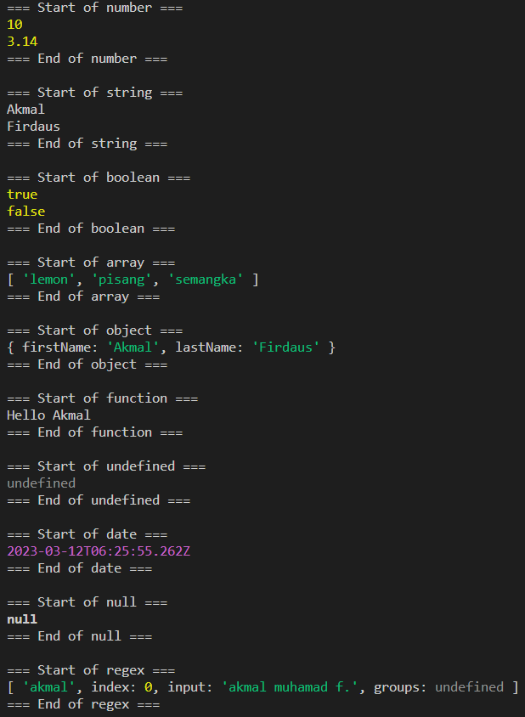 === Start of number ===
10
3.14
=== End of number ===
=== Start of string ===
Akmal
Firdaus
=== End of string ===
=== Start of boolean ===
true
false
=== End of boolean ===
=== Start of array ===
[ 'lemon', 'pisang', 'semangka' ]
=== End of array ===
=== Start of object ===
{ firstName: 'Akmal', lastName: 'Firdaus' }
=== End of object ===
=== Start of function ===
Hello Akmal
=== End of function ===
=== Start of undefined ===
undefined
=== End of undefined ===
=== Start of date ===
2023-03-12T06:25:55.262Z
=== End of date ===
=== Start of null ===
null
=== End of null ===
=== Start of regex ===
[ 'akmal', index: 0, input: 'akmal muhamad f.', groups: undefined ]
=== End of regex ===